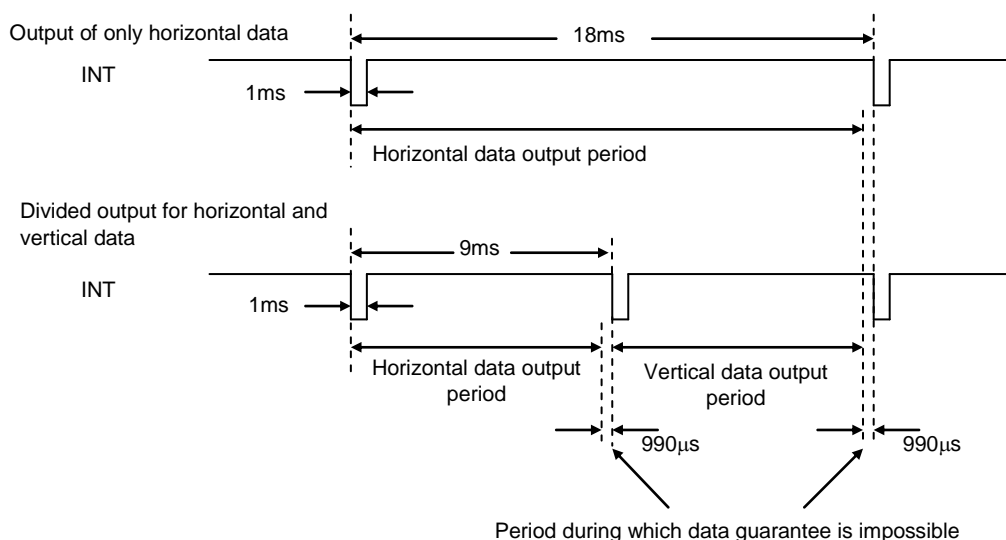 Output of only horizontal data
18ms
INT
1ms
Horizontal data output period
Divided output for horizontal and
vertical data
9ms
INT
1ms
Horizontal data output
period
Vertical data output
period
990μs
990μs
Period during which data guarantee is impossible